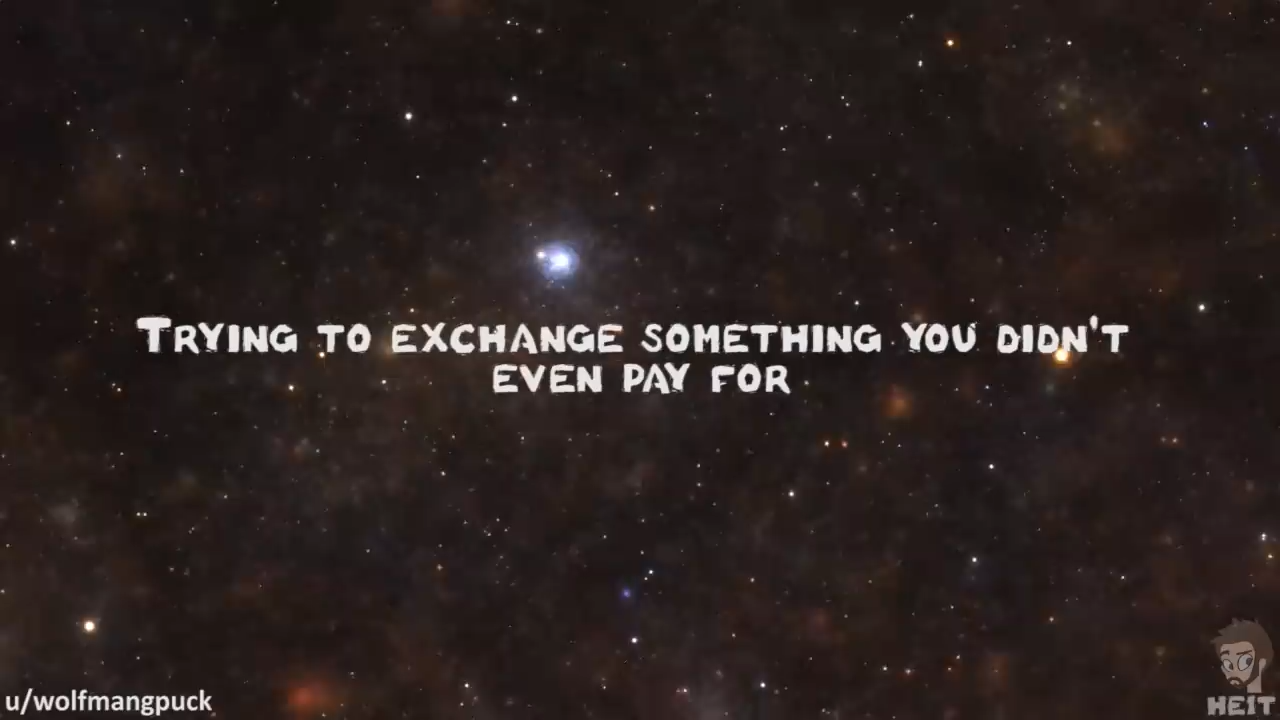 Trying to exchange something you didn't
even pay for
u/wolfmangpuck
HEIT